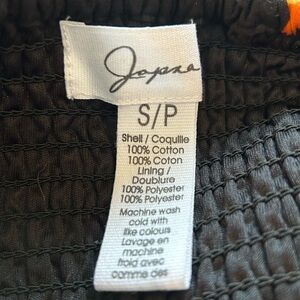 Joana
S/P
Shell / Coquille
100% Cotton
100% Coton
Lining /
Doublure
100% Polyester
100% Polyester
Machine wash
cold with
like colours
Lavage en
machine
froid avec
comme des